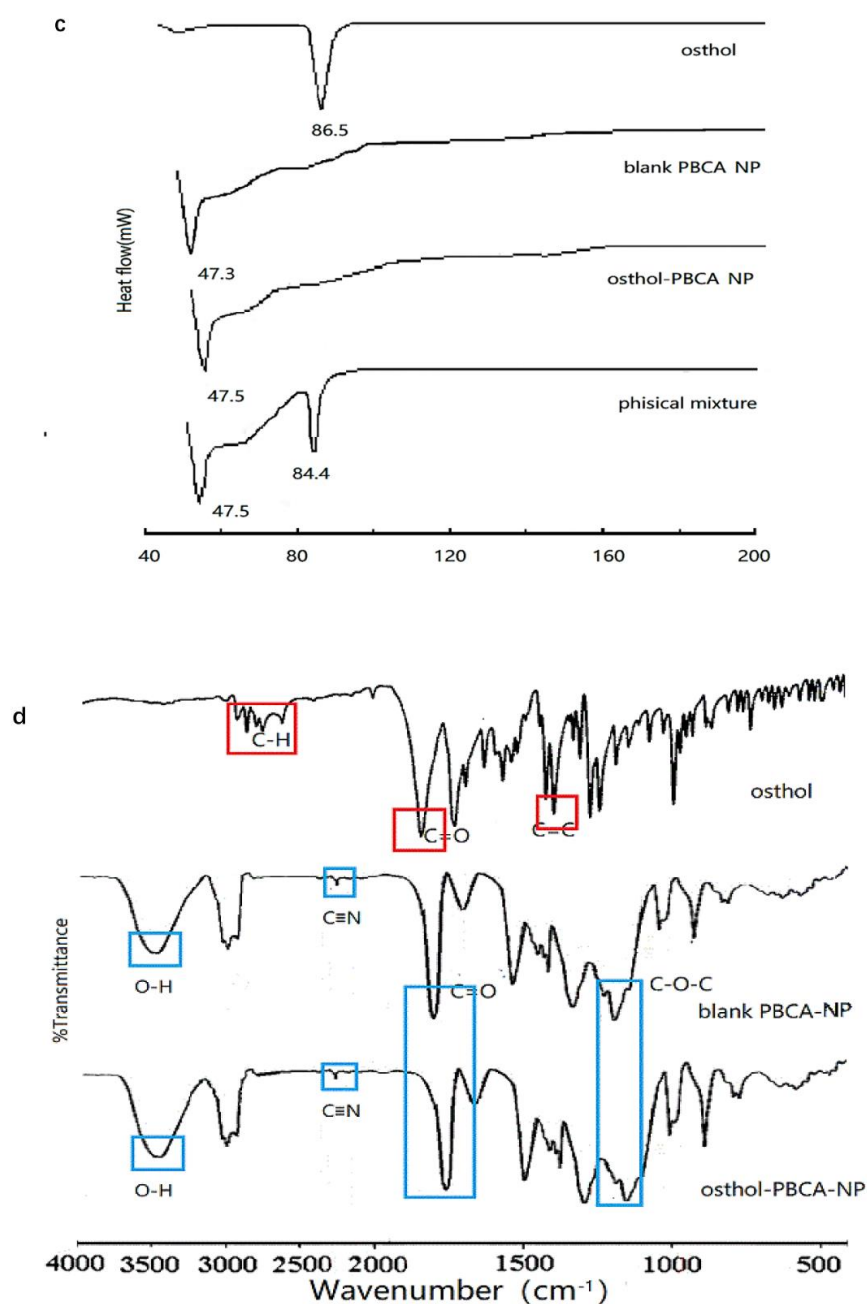 c
osthol
86.5
blank PBCA NP
Heat flow(mW)
47.3
osthol-PBCA NP
47.5
phisical mixture
84.4
47.5
40 80 120 160 200
d
C-H
osthol
C=O
C=C
C≡N
O-H
C=O
C-O-C
blank PBCA-NP
%Transmittance
C≡N
O-H
osthol-PBCA-NP
4000 3500 3000 2500 2000 1500 1000 500
Wavenumber (cm⁻¹)